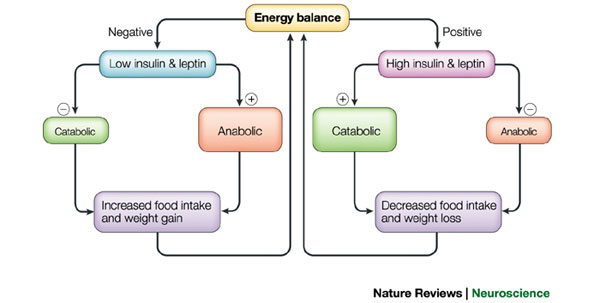 Energy balance
Negative
Positive
Low insulin & leptin
High insulin & leptin
−
+
+
−
Catabolic
Anabolic
Catabolic
Anabolic
Increased food intake
and weight gain
Decreased food intake
and weight loss
Nature Reviews | Neuroscience